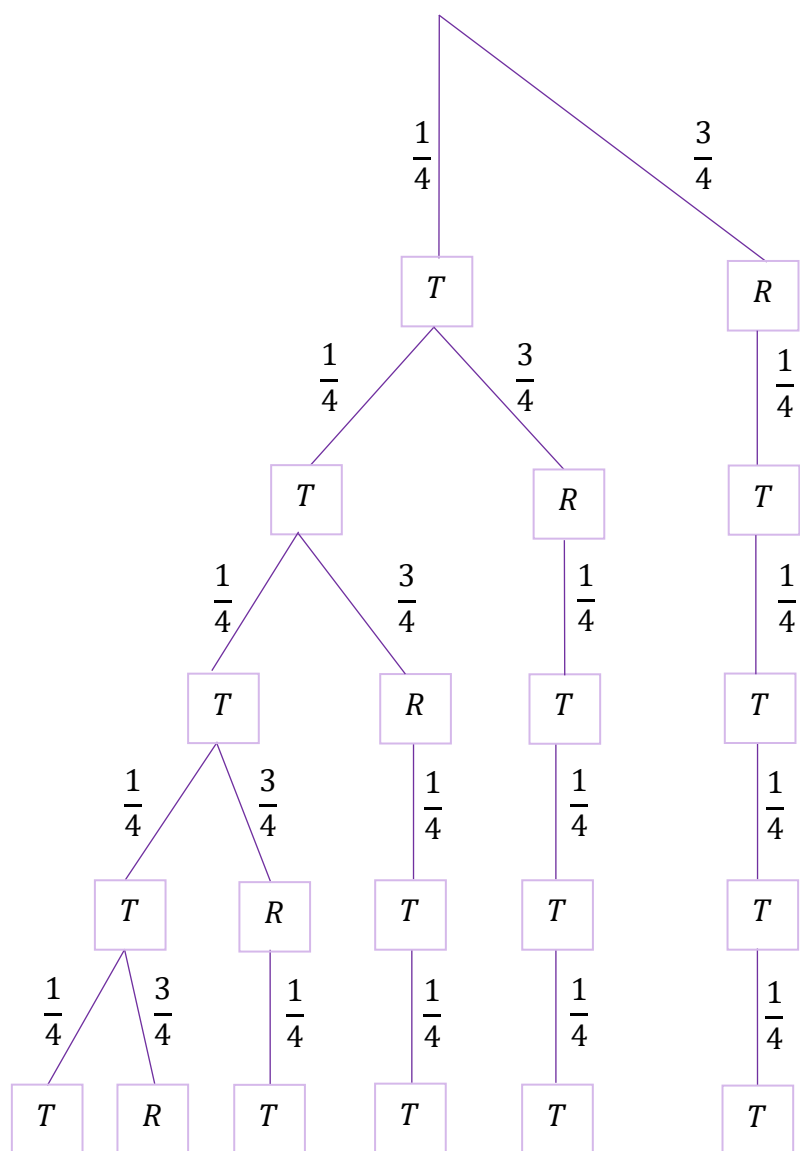 1/4 3/4
T R
1/4 3/4 1/4
T R T
1/4 3/4 1/4 1/4
T R T T
1/4 3/4 1/4 1/4 1/4
T R T T T
1/4 3/4 1/4 1/4 1/4 1/4
T R T T T T